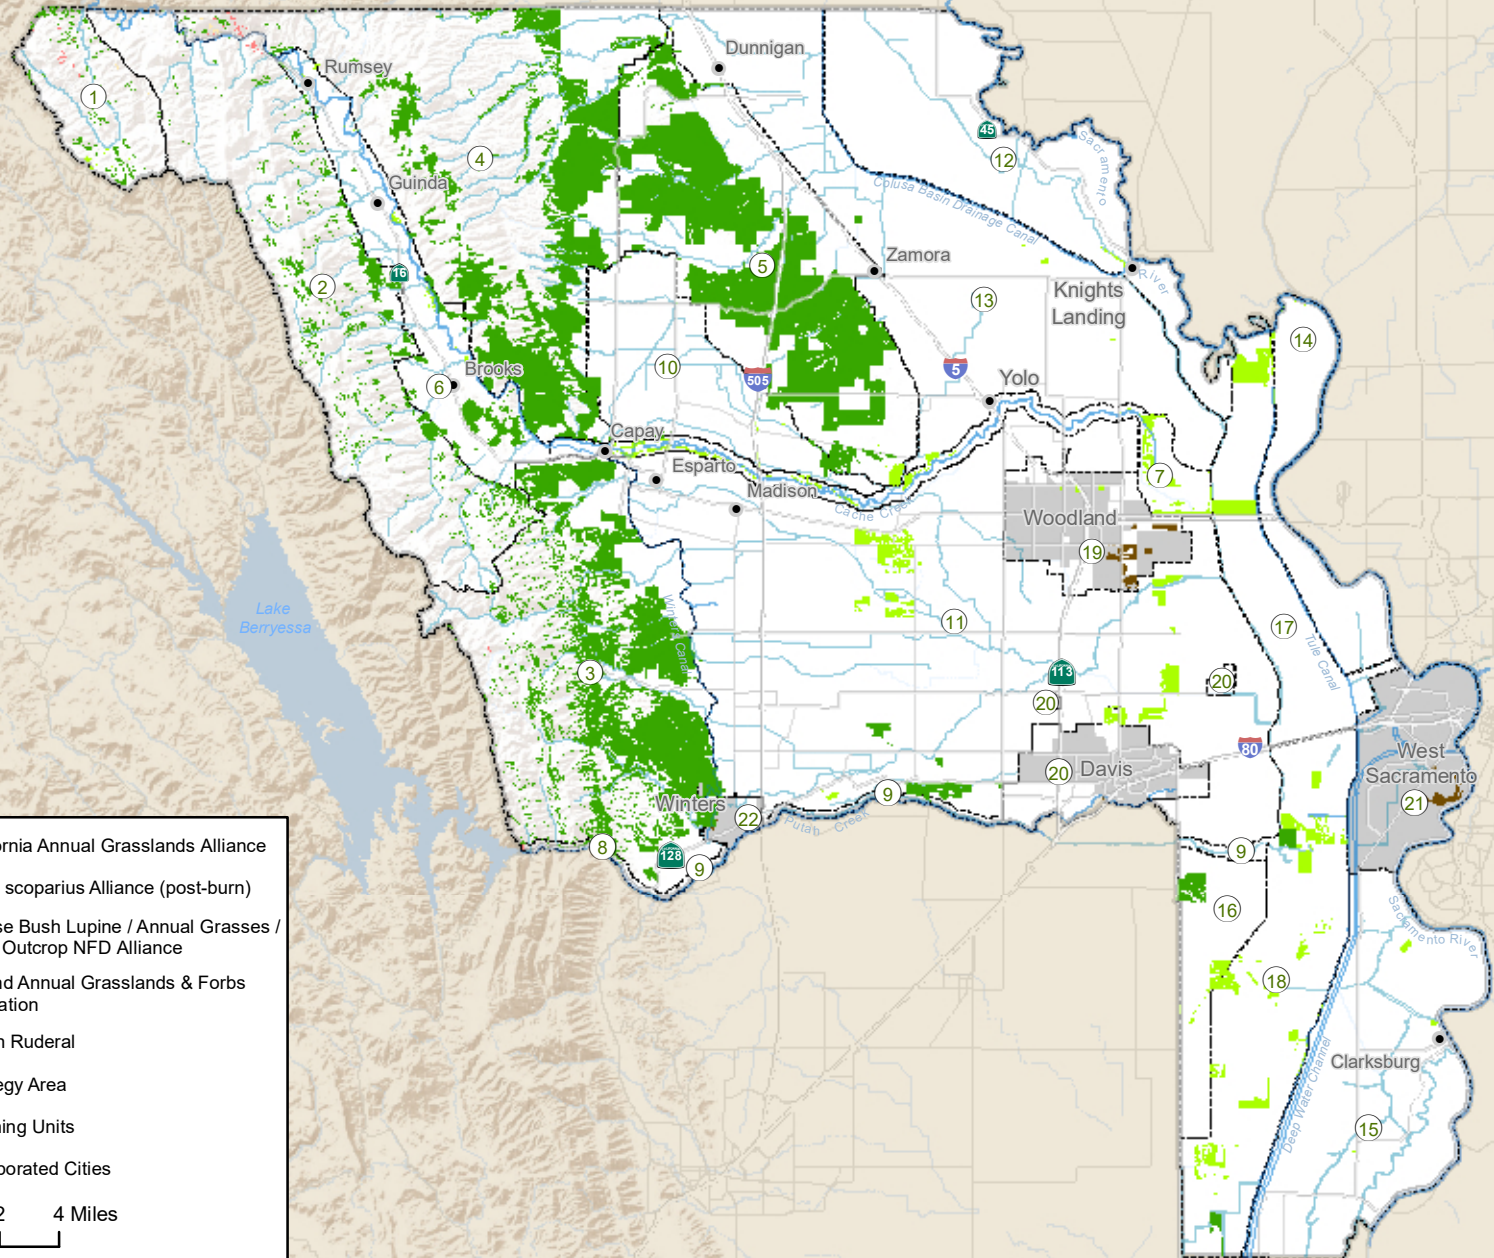 Dunnigan
Rumsey
1
45
12
4
Sacramento
Guinda
Colusa Basin Drainage Canal
Zamora
5
16
2
River
Knights
Landing
13
14
10
505
5
Brooks
6
Yolo
Capay
Esparto
7
Madison
Cache Creek
Woodland
19
Lake
Berryessa
11
17
Canal
Tule Canal
3
113
20
20
80
West
Sacramento
20
Davis
21
9
Winters
22
Putah Creek
8
128
9
9
16
Sacramento River
18
Clarksburg
Deep Water Channel
15
rnia Annual Grasslands Alliance
scoparius Alliance (post-burn)
se Bush Lupine / Annual Grasses /
Outcrop NFD Alliance
nd Annual Grasslands & Forbs
ation
n Ruderal
egy Area
ning Units
porated Cities
2 4 Miles